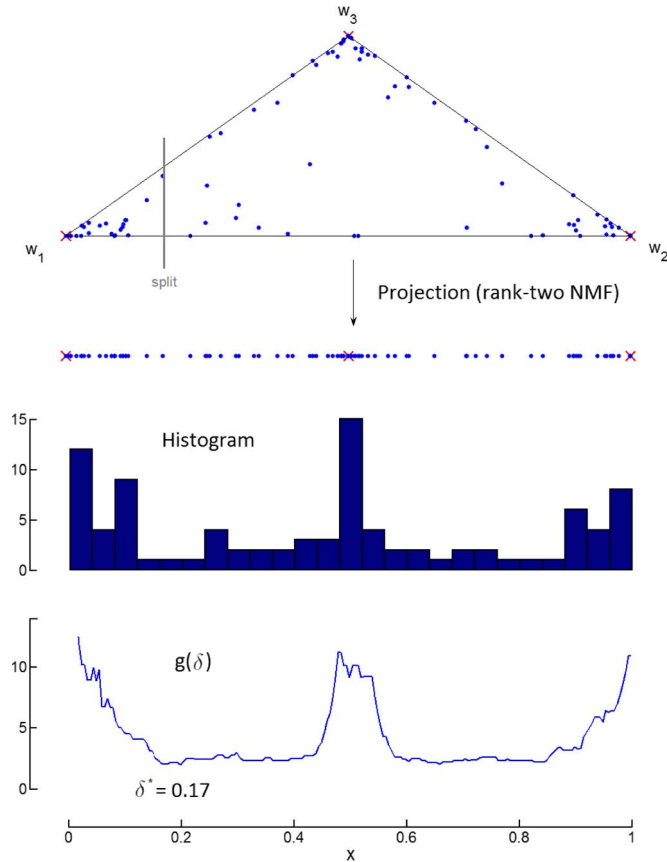 w3
w1
w2
split
Projection (rank-two NMF)
15
Histogram
10
5
0
g(δ)
10
5
0
δ* = 0.17
0 0.2 0.4 0.6 0.8 1
x